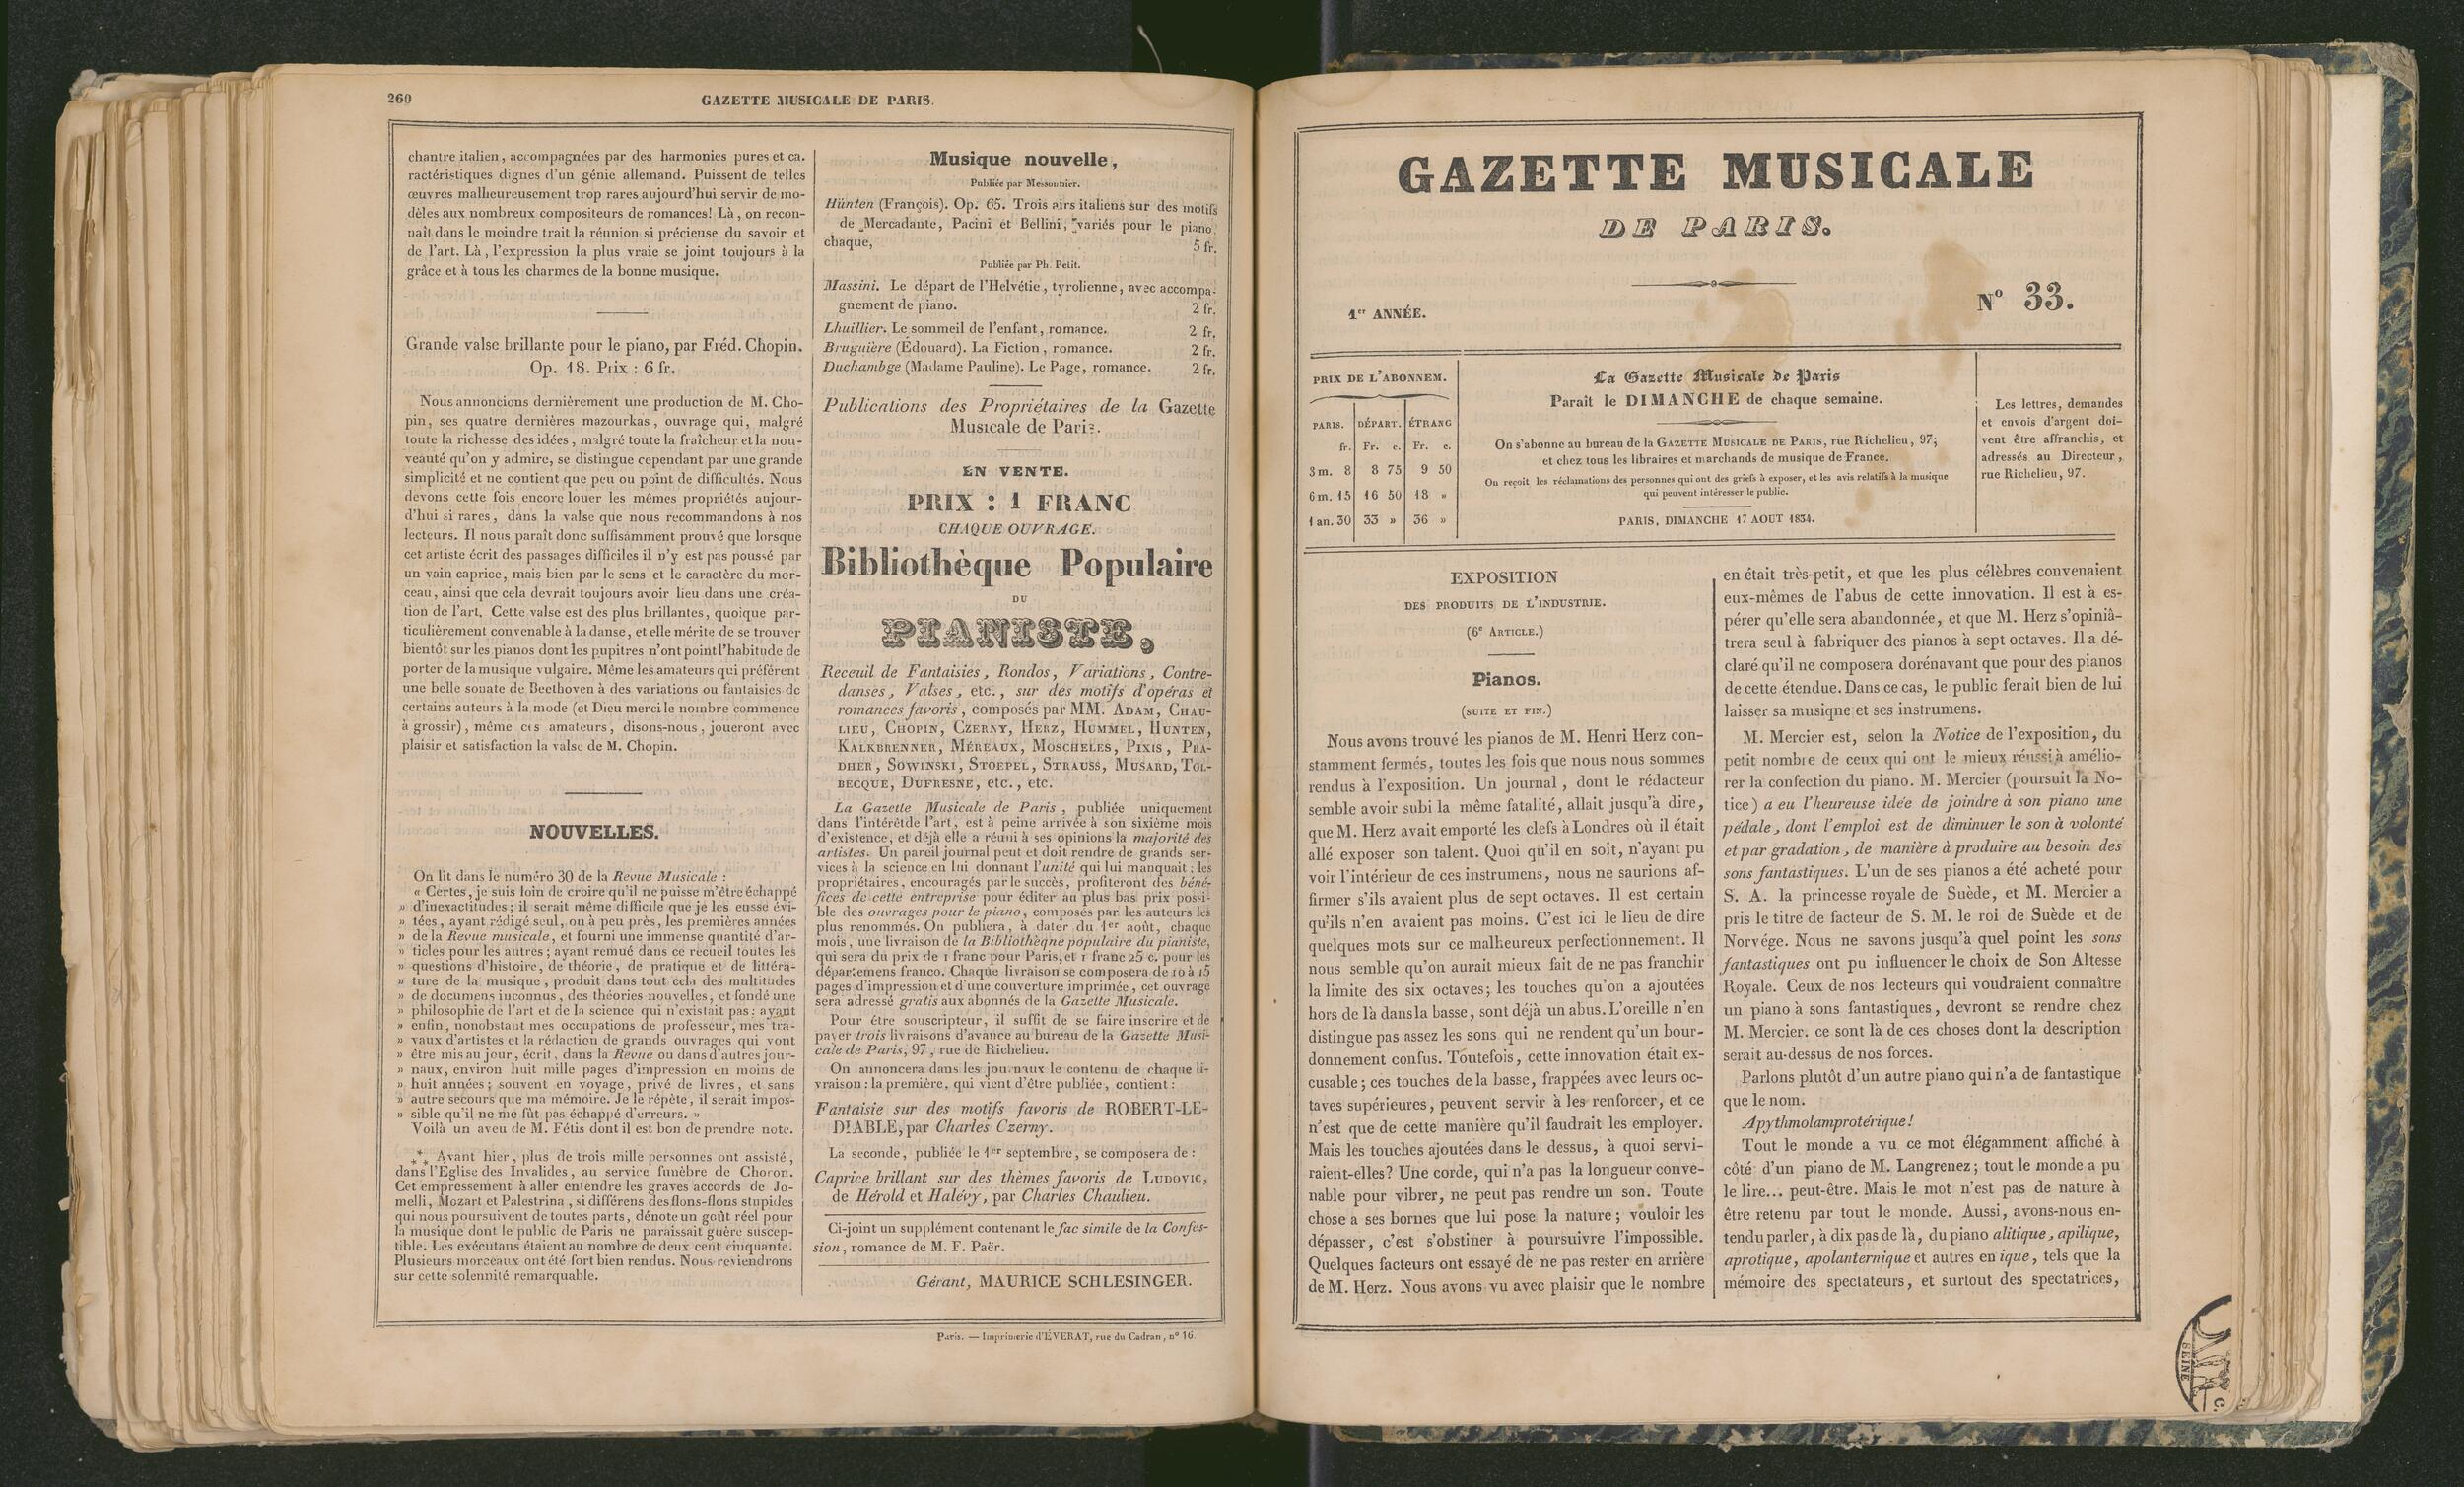 260
GAZETTE MUSICALE DE PARIS.
chantre italien, accompagnées par des harmonies pures et ca.
ractéristiques dignes d'un génie allemand. Puissent de telles
œuvres malheureusement trop rares aujourd'hui servir de mo-
dèles aux nombreux compositeurs de romances! Là, on recon-
naît dans le moindre trait la réunion si précieuse du savoir et
de l'art. Là, l'expression la plus vraie se joint toujours à la
grâce et à tous les charmes de la bonne musique.
Grande valse brillante pour le piano, par Fréd. Chopin.
Op. 18. Prix : 6 fr.
Nous annoncions dernièrement une production de M. Cho-
pin, ses quatre dernières mazourkas, ouvrage qui, malgré
toute la richesse des idées, malgré toute la fraîcheur et la nou-
veauté qu'on y admire, se distingue cependant par une grande
simplicité et ne contient que peu ou point de difficultés. Nous
devons cette fois encore louer les mêmes propriétés aujour-
d'hui si rares, dans la valse que nous recommandons à nos
lecteurs. Il nous paraît donc suffisamment prouvé que lorsque
cet artiste écrit des passages difficiles il n'y est pas poussé par
un vain caprice, mais bien par le sens et le caractère du mor-
ceau, ainsi que cela devrait toujours avoir lieu dans une créa-
tion de l'art. Cette valse est des plus brillantes, quoique par-
ticulièrement convenable à la danse, et elle mérite de se trouver
bientôt sur les pianos dont les pupitres n'ont point l'habitude de
porter de la musique vulgaire. Même les amateurs qui préfèrent
une belle sonate de Beethoven à des variations ou fantaisies de
certains auteurs à la mode (et Dieu merci le nombre commence
à grossir), même ces amateurs, disons-nous, joueront avec
plaisir et satisfaction la valse de M. Chopin.
NOUVELLES.
On lit dans le numéro 30 de la Revue Musicale :
« Certes, je suis loin de croire qu'il ne puisse m'être échappé
» d'inexactitudes; il serait même difficile que je les eusse évi-
» tées, ayant rédigé seul, ou à peu près, les premières années
» de la Revue musicale, et fourni une immense quantité d'ar-
» ticles pour les autres; ayant remué dans ce recueil toutes les
» questions d'histoire, de théorie, de pratique et de littéra-
» ture de la musique, produit dans tout cela des multitudes
» de documens inconnus, des théories nouvelles, et fondé une
» philosophie de l'art et de la science qui n'existait pas; ayant
» enfin, nonobstant mes occupations de professeur, mes tra-
» vaux d'artistes et la rédaction de grands ouvrages qui vont
» être mis au jour, écrit, dans la Revue ou dans d'autres jour-
» naux, environ huit mille pages d'impression en moins de
» huit années; souvent en voyage, privé de livres, et sans
» autre secours que ma mémoire. Je le répète, il serait impos-
» sible qu'il ne me fût pas échappé d'erreurs. »
Voilà un aveu de M. Fétis dont il est bon de prendre note.
*** Avant hier, plus de trois mille personnes ont assisté,
dans l'Eglise des Invalides, au service funèbre de Choron.
Cet empressement à aller entendre les graves accords de Jo-
melli, Mozart et Palestrina, si différens des flons-flons stupides
qui nous poursuivent de toutes parts, dénote un goût réel pour
la musique dont le public de Paris ne paraissait guère suscep-
tible. Les exécutans étaient au nombre de deux cent cinquante.
Plusieurs morceaux ont été fort bien rendus. Nous reviendrons
sur cette solennité remarquable.
Musique nouvelle,
Publiée par Messonnier.
Hünten (François). Op. 65. Trois airs italiens sur des motifs
de Mercadante, Pacini et Bellini, variés pour le piano,
chaque, 5 fr.
Publiée par Ph. Petit.
Massini. Le départ de l'Helvétie, tyrolienne, avec accompa-
gnement de piano. 2 fr.
Lhuillier. Le sommeil de l'enfant, romance. 2 fr.
Bruguière (Édouard). La Fiction, romance. 2 fr.
Duchambge (Madame Pauline). Le Page, romance. 2 fr.
Publications des Propriétaires de la Gazette
Musicale de Paris.
EN VENTE.
PRIX : 1 FRANC
CHAQUE OUVRAGE.
Bibliothèque Populaire
DU
PIANISTE,
Receuil de Fantaisies, Rondos, Variations, Contre-
danses, Valses, etc., sur des motifs d'opéras et
romances favoris, composés par MM. ADAM, CHAU-
LIEU, CHOPIN, CZERNY, HERZ, HUMMEL, HUNTEN,
KALKBRENNER, MÉREAUX, MOSCHELES, PIXIS, PRA-
DHER, SOWINSKI, STOEPEL, STRAUSS, MUSARD, TOL-
BECQUE, DUFRESNE, etc., etc.
La Gazette Musicale de Paris, publiée uniquement
dans l'intérêt de l'art, est à peine arrivée à son sixième mois
d'existence, et déjà elle a réuni à ses opinions la majorité des
artistes. Un pareil journal peut et doit rendre de grands ser-
vices à la science en lui donnant l'unité qui lui manquait; les
propriétaires, encouragés par le succès, profiteront des béné-
fices de cette entreprise pour éditer au plus bas prix possi-
ble des ouvrages pour le piano, composés par les auteurs les
plus renommés. On publiera, à dater du 1er août, chaque
mois, une livraison de la Bibliothèque populaire du pianiste,
qui sera du prix de 1 franc pour Paris, et 1 franc 25 c. pour les
départemens franco. Chaque livraison se composera de 10 à 15
pages d'impression et d'une couverture imprimée, cet ouvrage
sera adressé gratis aux abonnés de la Gazette Musicale.
Pour être souscripteur, il suffit de se faire inscrire et de
payer trois livraisons d'avance au bureau de la Gazette Musi-
cale de Paris, 97, rue de Richelieu.
On annoncera dans les journaux le contenu de chaque li-
vraison : la première, qui vient d'être publiée, contient :
Fantaisie sur des motifs favoris de ROBERT-LE-
DIABLE, par Charles Czerny.
La seconde, publiée le 1er septembre, se composera de :
Caprice brillant sur des thèmes favoris de LUDOVIC,
de Hérold et Halévy, par Charles Chaulieu.
Ci-joint un supplément contenant le fac simile de la Confes-
sion, romance de M. F. Paër.
Gérant, MAURICE SCHLESINGER.
Paris. — Imprimerie d'ÉVERAT, rue du Cadran, n° 16.
GAZETTE MUSICALE
DE PARIS.
1er ANNÉE.
N° 33.
PRIX DE L'ABONNEM.
PARIS. DÉPART. ÉTRANG
fr. Fr. c. Fr. c.
3 m. 8 8 75 9 50
6 m. 15 16 50 18 »
1 an. 30 33 » 36 »
La Gazette Musicale de Paris
Paraît le DIMANCHE de chaque semaine.
On s'abonne au bureau de la GAZETTE MUSICALE DE PARIS, rue Richelieu, 97;
et chez tous les libraires et marchands de musique de France.
On reçoit les réclamations des personnes qui ont des griefs à exposer, et les avis relatifs à la musique
qui peuvent intéresser le public.
PARIS, DIMANCHE 17 AOUT 1834.
Les lettres, demandes
et envois d'argent doi-
vent être affranchis, et
adressés au Directeur,
rue Richelieu, 97.
EXPOSITION
DES PRODUITS DE L'INDUSTRIE.
(6e ARTICLE.)
Pianos.
(SUITE ET FIN.)
Nous avons trouvé les pianos de M. Henri Herz con-
stamment fermés, toutes les fois que nous nous sommes
rendus à l'exposition. Un journal, dont le rédacteur
semble avoir subi la même fatalité, allait jusqu'à dire,
que M. Herz avait emporté les clefs à Londres où il était
allé exposer son talent. Quoi qu'il en soit, n'ayant pu
voir l'intérieur de ces instrumens, nous ne saurions af-
firmer s'ils avaient plus de sept octaves. Il est certain
qu'ils n'en avaient pas moins. C'est ici le lieu de dire
quelques mots sur ce malheureux perfectionnement. Il
nous semble qu'on aurait mieux fait de ne pas franchir
la limite des six octaves; les touches qu'on a ajoutées
hors de là dans la basse, sont déjà un abus. L'oreille n'en
distingue pas assez les sons qui ne rendent qu'un bour-
donnement confus. Toutefois, cette innovation était ex-
cusable; ces touches de la basse, frappées avec leurs oc-
taves supérieures, peuvent servir à les renforcer, et ce
n'est que de cette manière qu'il faudrait les employer.
Mais les touches ajoutées dans le dessus, à quoi servi-
raient-elles? Une corde, qui n'a pas la longueur conve-
nable pour vibrer, ne peut pas rendre un son. Toute
chose a ses bornes que lui pose la nature; vouloir les
dépasser, c'est s'obstiner à poursuivre l'impossible.
Quelques facteurs ont essayé de ne pas rester en arrière
de M. Herz. Nous avons vu avec plaisir que le nombre
en était très-petit, et que les plus célèbres convenaient
eux-mêmes de l'abus de cette innovation. Il est à es-
pérer qu'elle sera abandonnée, et que M. Herz s'opiniâ-
trera seul à fabriquer des pianos à sept octaves. Il a dé-
claré qu'il ne composera dorénavant que pour des pianos
de cette étendue. Dans ce cas, le public ferait bien de lui
laisser sa musique et ses instrumens.
M. Mercier est, selon la Notice de l'exposition, du
petit nombre de ceux qui ont le mieux réussi à amélio-
rer la confection du piano. M. Mercier (poursuit la No-
tice) a eu l'heureuse idée de joindre à son piano une
pédale, dont l'emploi est de diminuer le son à volonté
et par gradation, de manière à produire au besoin des
sons fantastiques. L'un de ses pianos a été acheté pour
S. A. la princesse royale de Suède, et M. Mercier a
pris le titre de facteur de S. M. le roi de Suède et de
Norvége. Nous ne savons jusqu'à quel point les sons
fantastiques ont pu influencer le choix de Son Altesse
Royale. Ceux de nos lecteurs qui voudraient connaître
un piano à sons fantastiques, devront se rendre chez
M. Mercier. ce sont là de ces choses dont la description
serait au-dessus de nos forces.
Parlons plutôt d'un autre piano qui n'a de fantastique
que le nom.
Apythmolamprotérique!
Tout le monde a vu ce mot élégamment affiché à
côté d'un piano de M. Langrenez; tout le monde a pu
le lire... peut-être. Mais le mot n'est pas de nature à
être retenu par tout le monde. Aussi, avons-nous en-
tendu parler, à dix pas de là, du piano alitique, apilique,
aprotique, apolanternique et autres en ique, tels que la
mémoire des spectateurs, et surtout des spectatrices,
SEINE